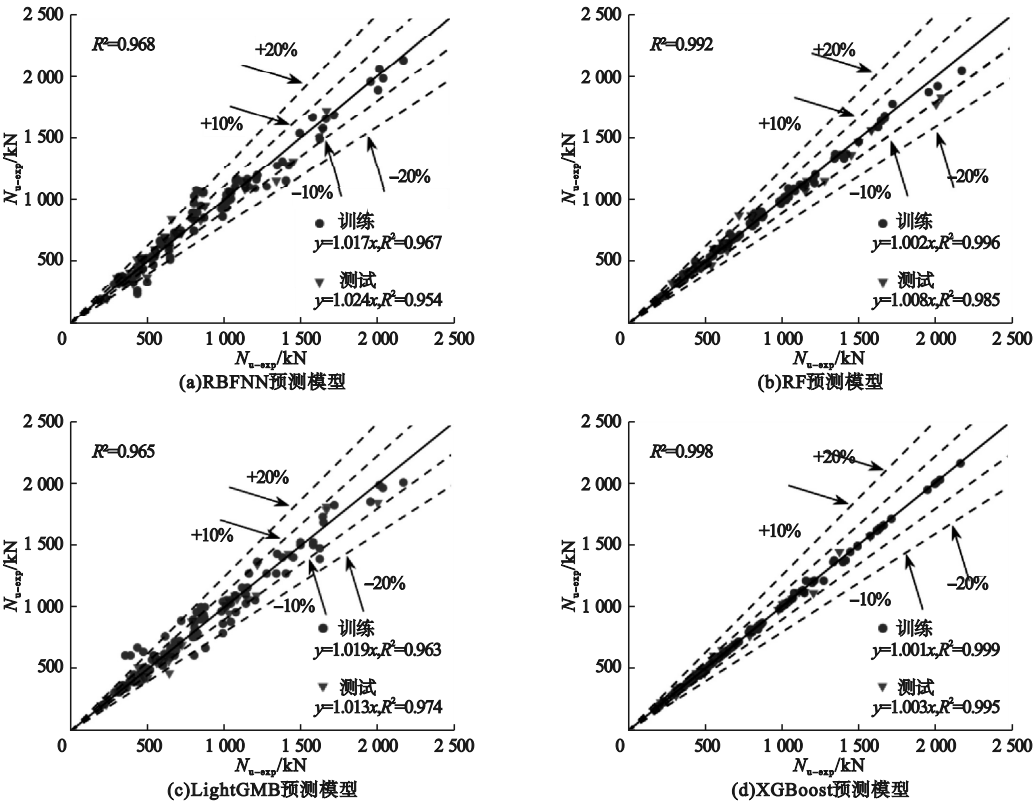 2 500
R²=0.968
+20%
2 000
1 500
+10%
Nu-exp/kN
1 000
-10%
-20%
训练
y=1.017x,R²=0.967
500
测试
y=1.024x,R²=0.954
0 500 1 000 1 500 2 000 2 500
Nu-exp/kN
(a)RBFNN预测模型
2 500
R²=0.992
+20%
2 000
1 500
+10%
Nu-exp/kN
1 000
-10%
-20%
训练
y=1.002x,R²=0.996
500
测试
y=1.008x,R²=0.985
0 500 1 000 1 500 2 000 2 500
Nu-exp/kN
(b)RF预测模型
2 500
R²=0.965
+20%
2 000
+10%
1 500
Nu-exp/kN
-20%
1 000
-10%
训练
y=1.019x,R²=0.963
500
测试
y=1.013x,R²=0.974
0 500 1 000 1 500 2 000 2 500
Nu-exp/kN
(c)LightGMB预测模型
2 500
R²=0.998
+20%
2 000
+10%
1 500
Nu-exp/kN
-20%
1 000
-10%
训练
y=1.001x,R²=0.999
500
测试
y=1.003x,R²=0.995
0 500 1 000 1 500 2 000 2 500
Nu-exp/kN
(d)XGBoost预测模型